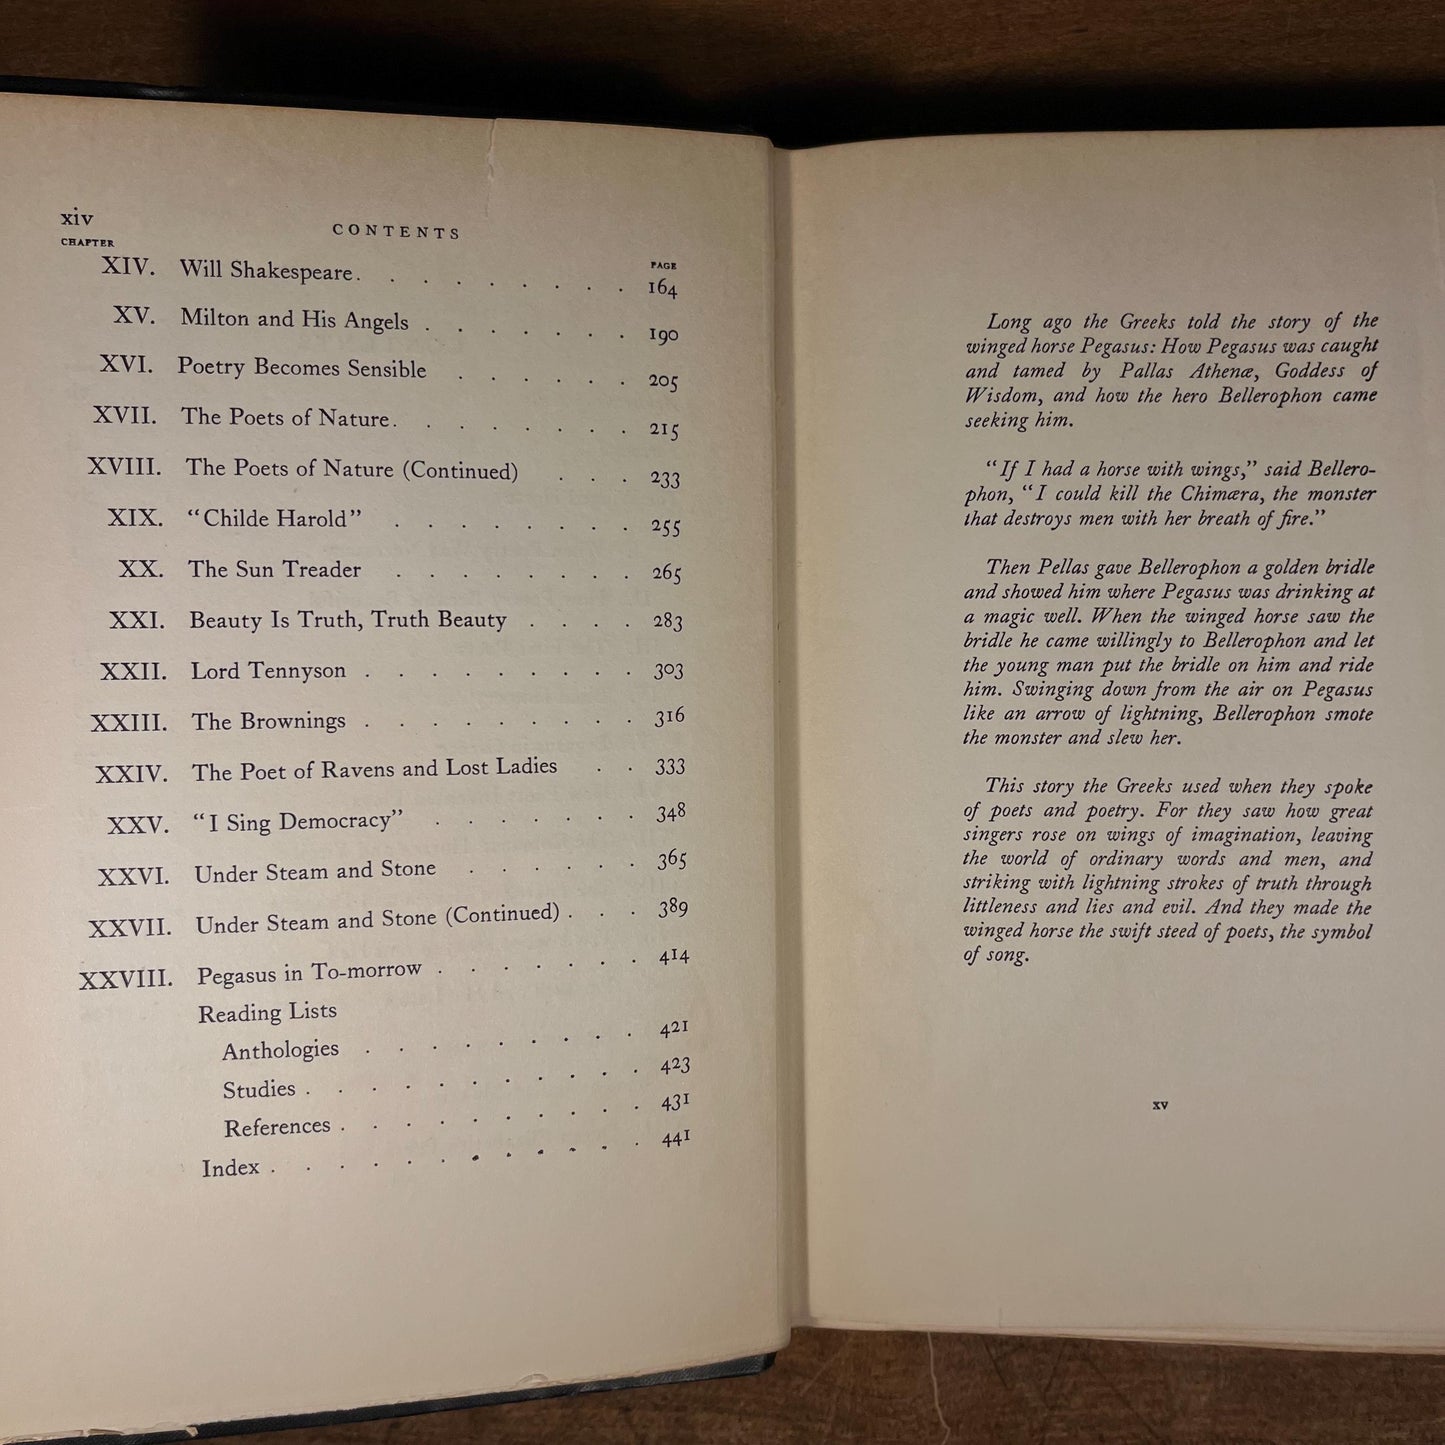 xiv
CONTENTS
CHAPTER
PAGE
XIV. Will Shakespeare. . . . . . . . . 164
XV. Milton and His Angels . . . . . . . 190
XVI. Poetry Becomes Sensible . . . . . . 205
XVII. The Poets of Nature. . . . . . . . 215
XVIII. The Poets of Nature (Continued) . . . 233
XIX. "Childe Harold" . . . . . . . . 255
XX. The Sun Treader . . . . . . . . 265
XXI. Beauty Is Truth, Truth Beauty . . . . 283
XXII. Lord Tennyson . . . . . . . . . 303
XXIII. The Brownings . . . . . . . . . 316
XXIV. The Poet of Ravens and Lost Ladies . . 333
XXV. "I Sing Democracy" . . . . . . . 348
XXVI. Under Steam and Stone . . . . . . 365
XXVII. Under Steam and Stone (Continued) . . . 389
XXVIII. Pegasus in To-morrow . . . . . . . 414
Reading Lists
Anthologies . . . . . . . . . 421
Studies . . . . . . . . . . . 423
References . . . . . . . . . . 431
Index . . . . . . . . . . . . 441
Long ago the Greeks told the story of the
winged horse Pegasus: How Pegasus was caught
and tamed by Pallas Athenæ, Goddess of
Wisdom, and how the hero Bellerophon came
seeking him.
"If I had a horse with wings," said Bellero-
phon, "I could kill the Chimæra, the monster
that destroys men with her breath of fire."
Then Pellas gave Bellerophon a golden bridle
and showed him where Pegasus was drinking at
a magic well. When the winged horse saw the
bridle he came willingly to Bellerophon and let
the young man put the bridle on him and ride
him. Swinging down from the air on Pegasus
like an arrow of lightning, Bellerophon smote
the monster and slew her.
This story the Greeks used when they spoke
of poets and poetry. For they saw how great
singers rose on wings of imagination, leaving
the world of ordinary words and men, and
striking with lightning strokes of truth through
littleness and lies and evil. And they made the
winged horse the swift steed of poets, the symbol
of song.
xv